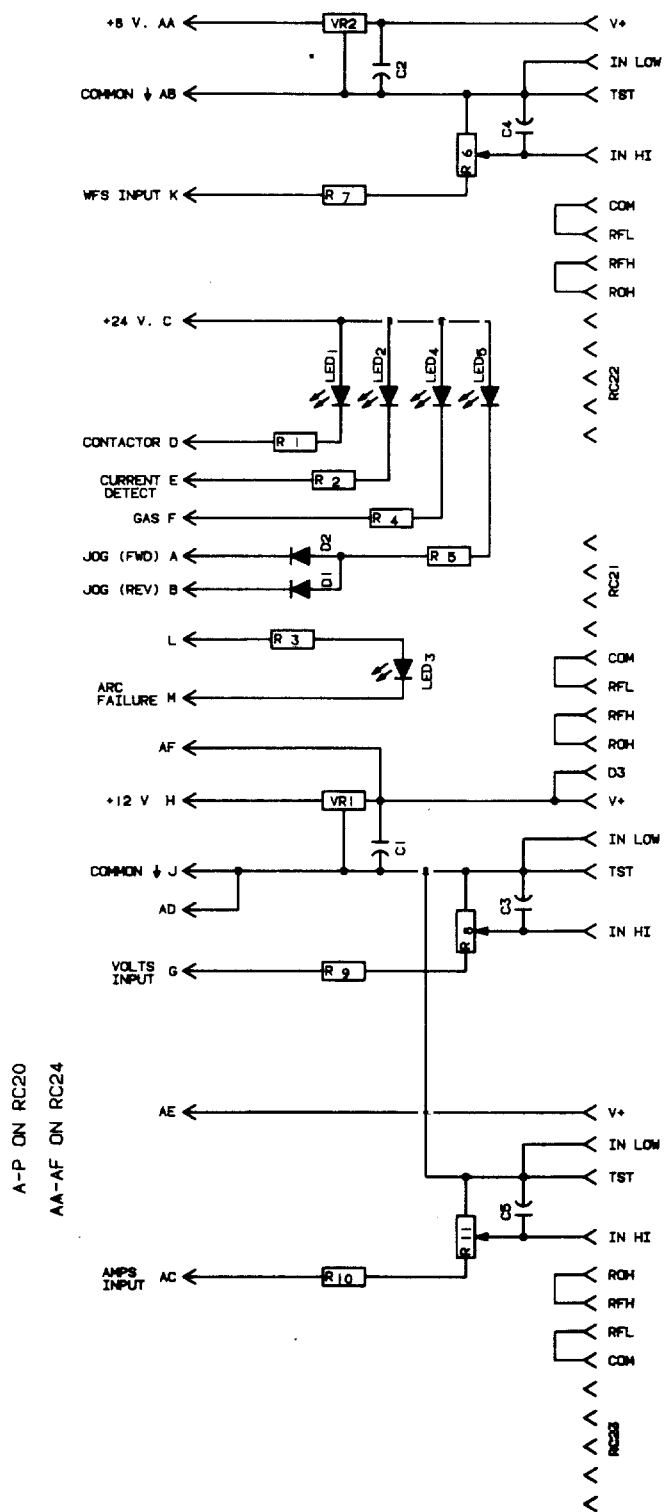 +8 V. AA
VR2
V+
C2
IN LOW
COMMON ↓ AB
TST
C4
R 6
IN HI
WFS INPUT K
R 7
COM
RFL
RFH
ROH
+24 V. C
LED1
LED2
LED4
LED5
RC22
CONTACTOR D
R 1
CURRENT E
DETECT
R 2
GAS F
R 4
JOG (FWD) A
D2
R 5
JOG (REV) B
D1
RC21
L
R 3
COM
LED3
RFL
ARC
FAILURE M
RFH
AF
ROH
D3
+12 V H
VR1
V+
C1
IN LOW
COMMON ↓ J
TST
AD
C3
R 8
IN HI
VOLTS
INPUT G
R 9
A-P ON RC20
AA-AF ON RC24
AE
V+
IN LOW
TST
C5
R 11
IN HI
AMPS
INPUT AC
R10
ROH
RFH
RFL
COM
RC23